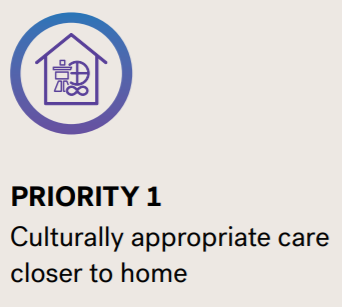 PRIORITY 1
Culturally appropriate care
closer to home